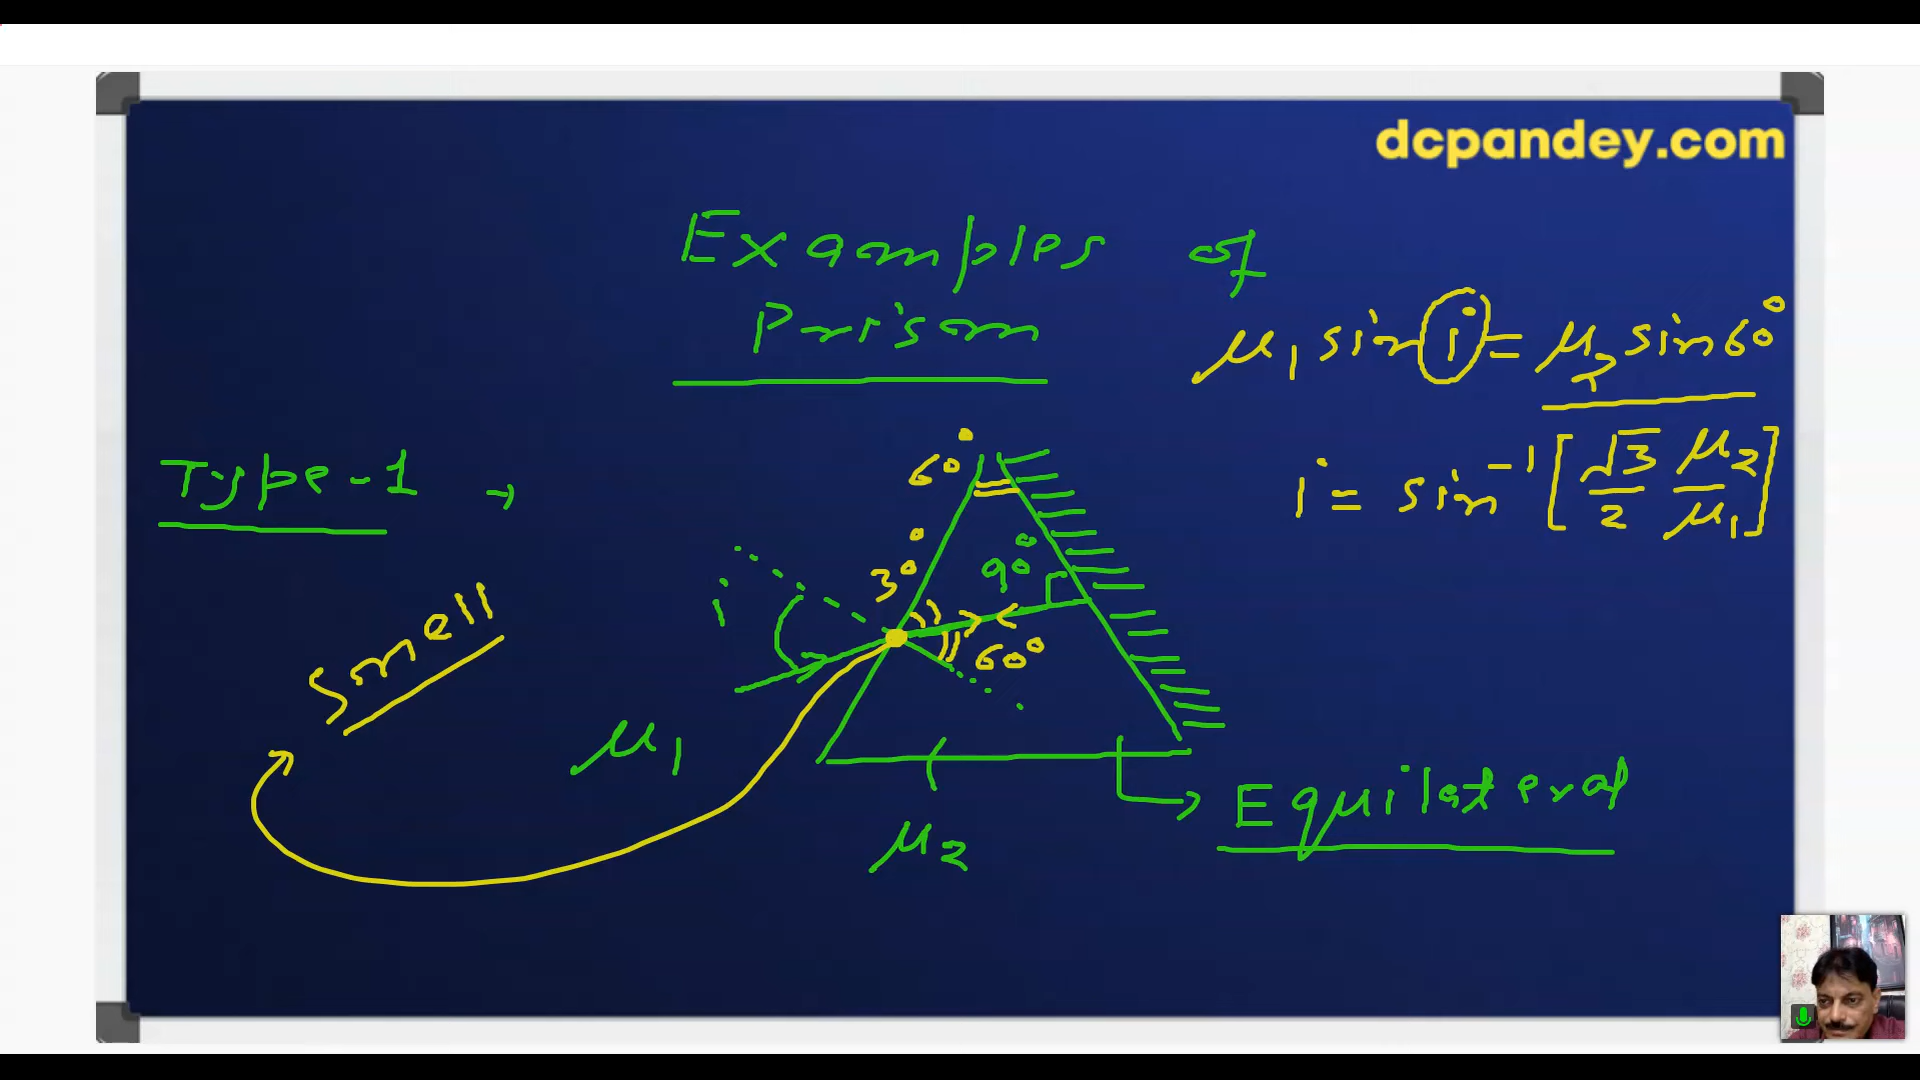 dcpandey.com
Examples of
Prism
μ₁ sin i = μ₂ sin 60°
i = sin⁻¹ [√3/2 μ₂/μ₁]
Type-1 →
60°
30°
90°
i
60°
Snell
μ₁
μ₂
Equilateral